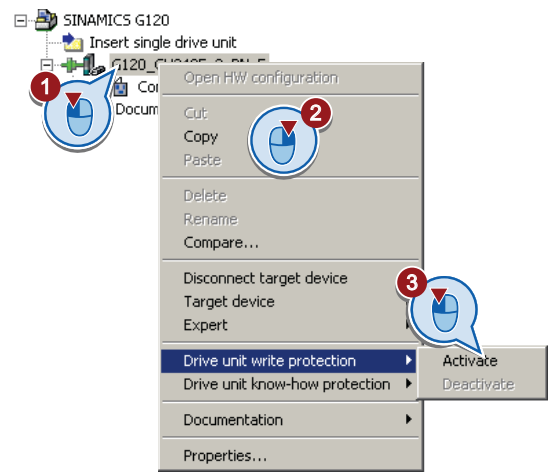 SINAMICS G120
Insert single drive unit
1
Docum
Open HW configuration
Cut
2
Copy
Paste
Delete
Rename
Compare...
Disconnect target device
3
Target device
Expert
Drive unit write protection
Activate
Drive unit know-how protection
Deactivate
Documentation
Properties...